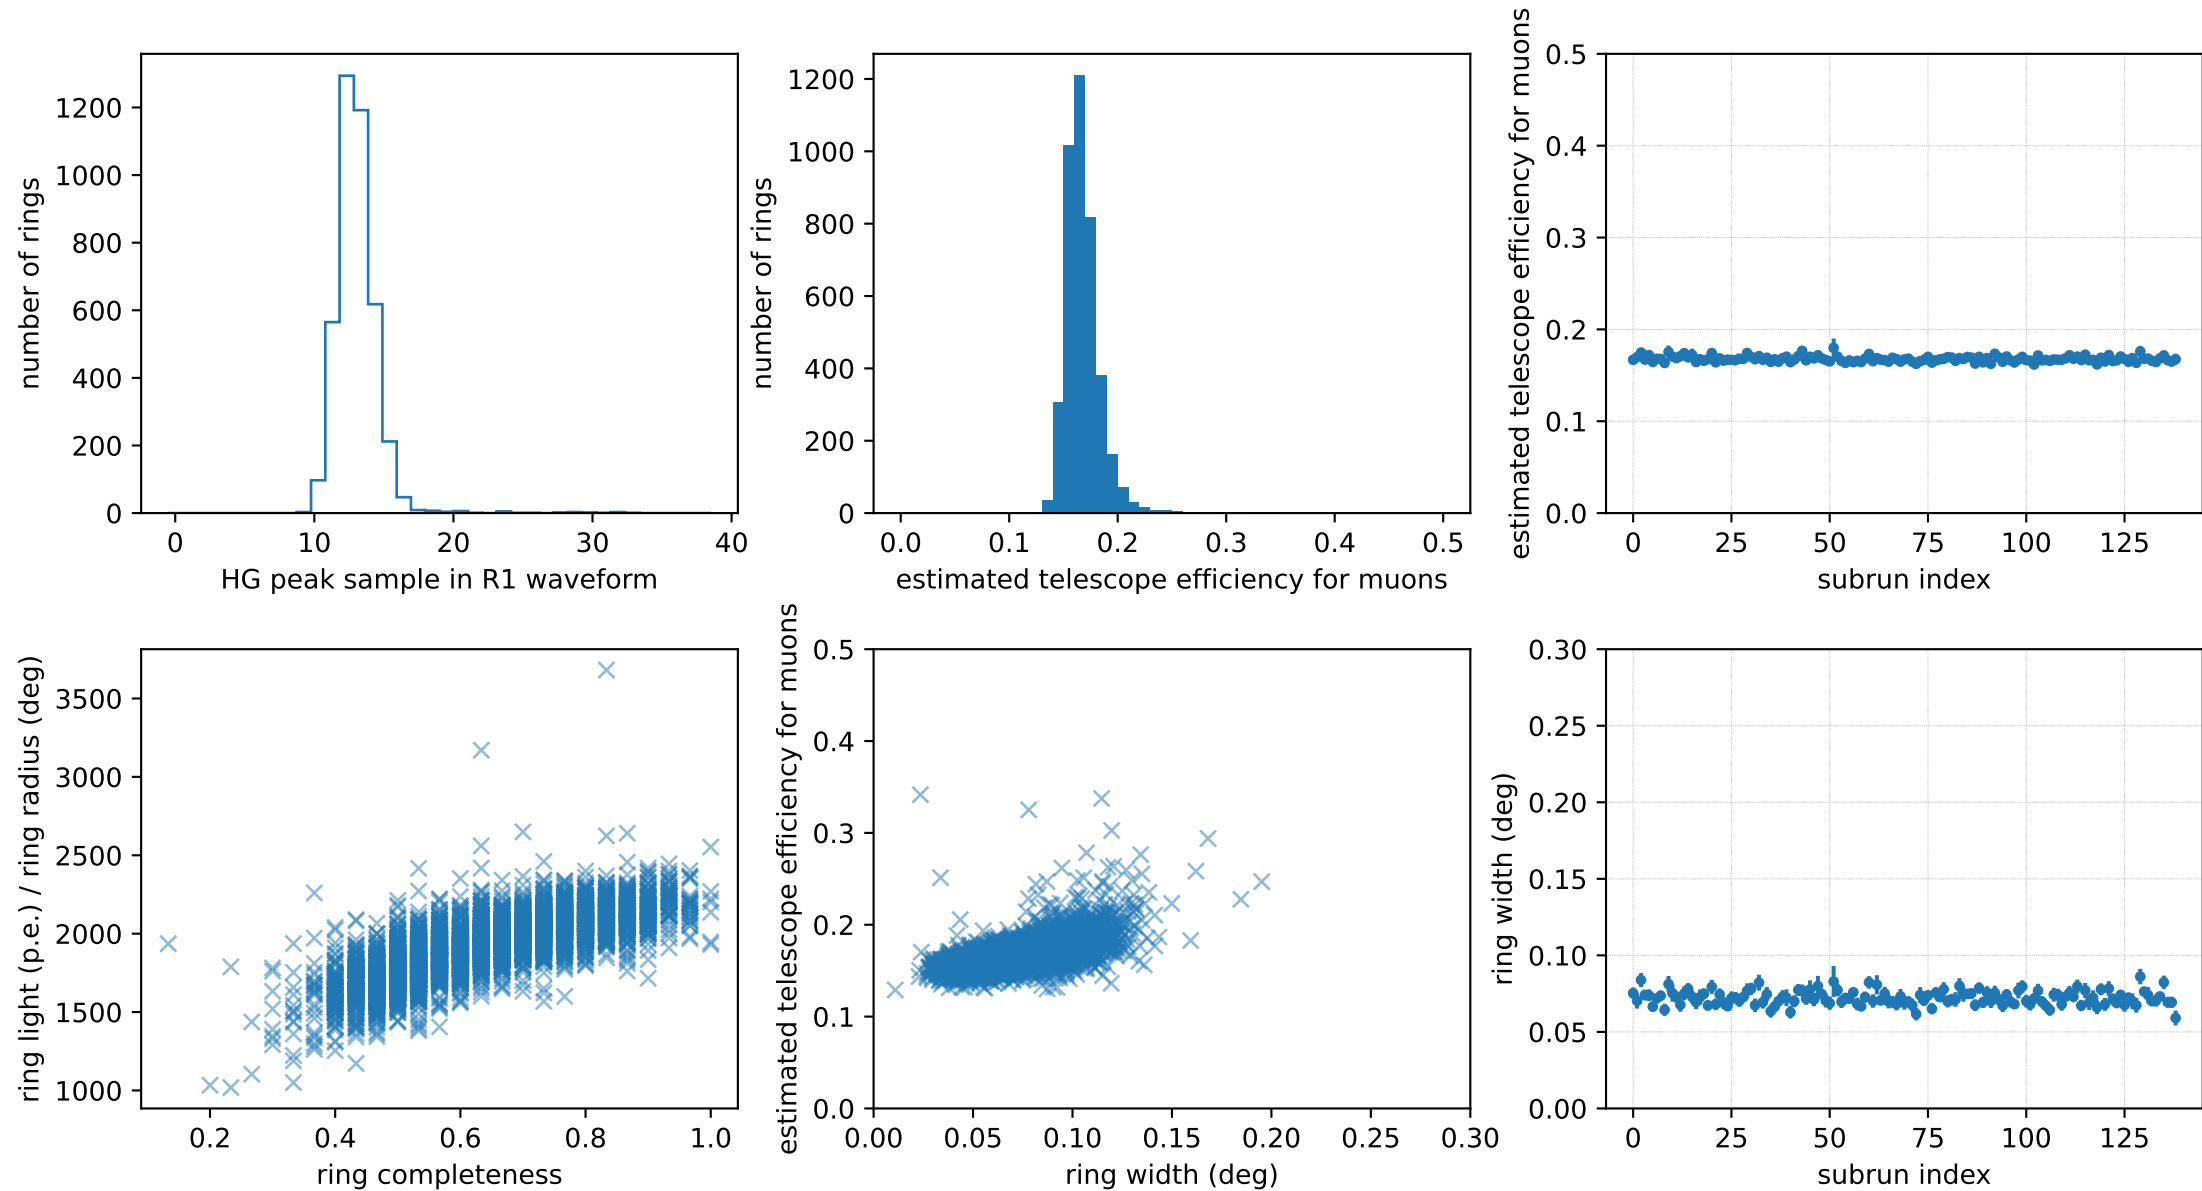 number of rings
1200
1000
800
600
400
200
0
0 10 20 30 40
HG peak sample in R1 waveform
number of rings
1200
1000
800
600
400
200
0
0.0 0.1 0.2 0.3 0.4 0.5
estimated telescope efficiency for muons
estimated telescope efficiency for muons
0.5
0.4
0.3
0.2
0.1
0.0
0 25 50 75 100 125
subrun index
ring light (p.e.) / ring radius (deg)
3500
3000
2500
2000
1500
1000
0.2 0.4 0.6 0.8 1.0
ring completeness
estimated telescope efficiency for muons
0.5
0.4
0.3
0.2
0.1
0.0
0.00 0.05 0.10 0.15 0.20 0.25 0.30
ring width (deg)
ring width (deg)
0.30
0.25
0.20
0.15
0.10
0.05
0.00
0 25 50 75 100 125
subrun index